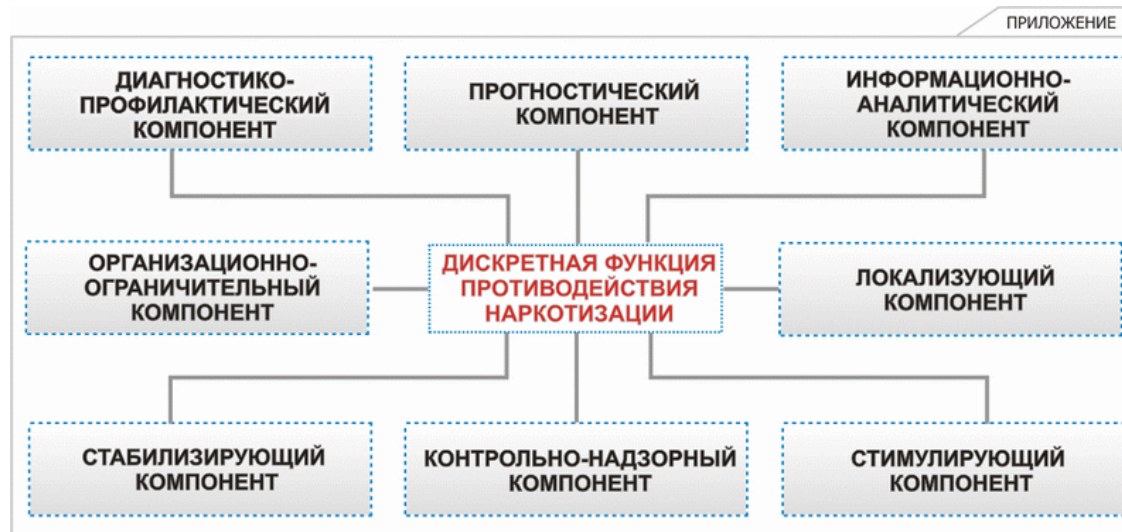 ПРИЛОЖЕНИЕ
ДИАГНОСТИКО-
ПРОФИЛАКТИЧЕСКИЙ
КОМПОНЕНТ
ПРОГНОСТИЧЕСКИЙ
КОМПОНЕНТ
ИНФОРМАЦИОННО-
АНАЛИТИЧЕСКИЙ
КОМПОНЕНТ
ОРГАНИЗАЦИОННО-
ОГРАНИЧИТЕЛЬНЫЙ
КОМПОНЕНТ
ДИСКРЕТНАЯ ФУНКЦИЯ
ПРОТИВОДЕЙСТВИЯ
НАРКОТИЗАЦИИ
ЛОКАЛИЗУЮЩИЙ
КОМПОНЕНТ
СТАБИЛИЗИРУЮЩИЙ
КОМПОНЕНТ
КОНТРОЛЬНО-НАДЗОРНЫЙ
КОМПОНЕНТ
СТИМУЛИРУЮЩИЙ
КОМПОНЕНТ